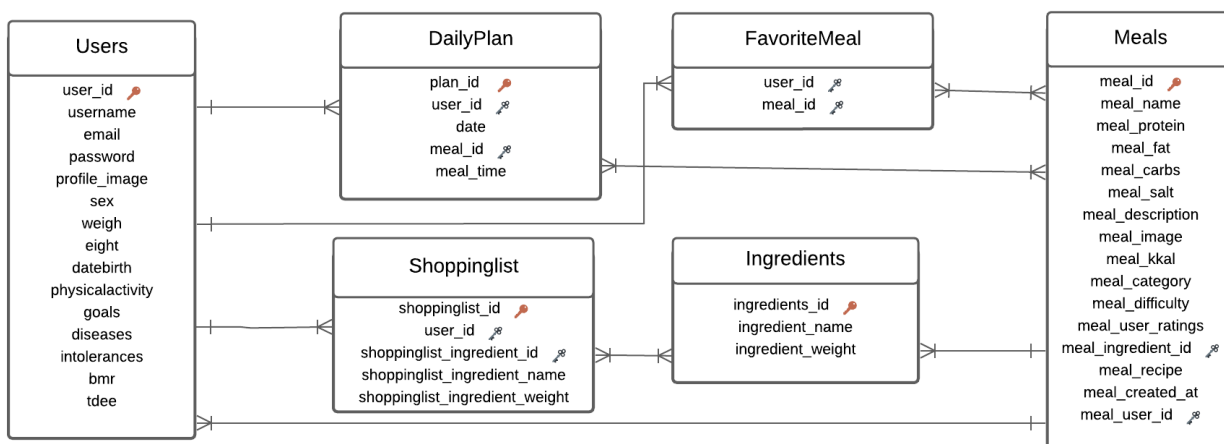 Users
user_id
username
email
password
profile_image
sex
weigh
eight
datebirth
physicalactivity
goals
diseases
intolerances
bmr
tdee
DailyPlan
plan_id
user_id
date
meal_id
meal_time
FavoriteMeal
user_id
meal_id
Meals
meal_id
meal_name
meal_protein
meal_fat
meal_carbs
meal_salt
meal_description
meal_image
meal_kkal
meal_category
meal_difficulty
meal_user_ratings
meal_ingredient_id
meal_recipe
meal_created_at
meal_user_id
Shoppinglist
shoppinglist_id
user_id
shoppinglist_ingredient_id
shoppinglist_ingredient_name
shoppinglist_ingredient_weight
Ingredients
ingredients_id
ingredient_name
ingredient_weight